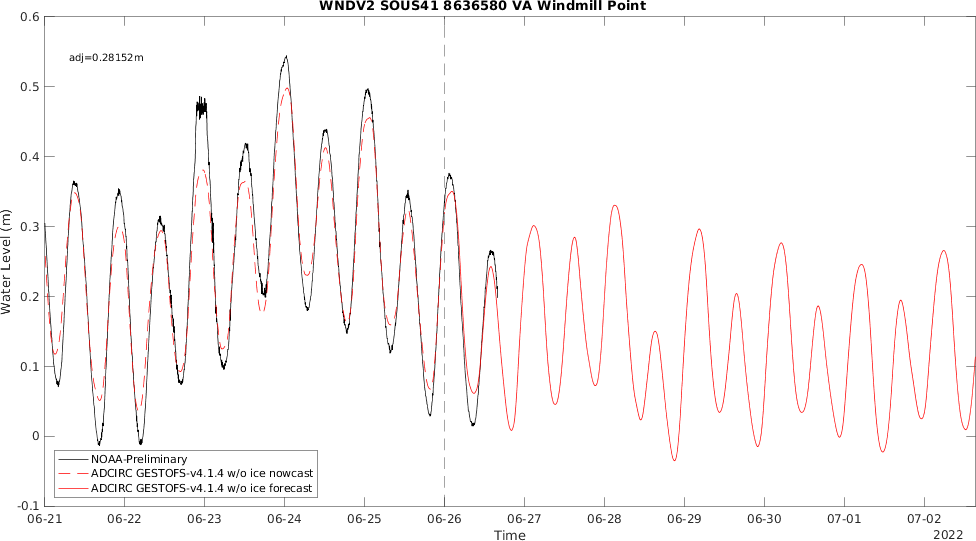 WNDV2 SOUS41 8636580 VA Windmill Point
adj=0.28152m
0.6
0.5
0.4
0.3
0.2
0.1
0
-0.1
Water Level (m)
NOAA-Preliminary
ADCIRC GESTOFS-v4.1.4 w/o ice nowcast
ADCIRC GESTOFS-v4.1.4 w/o ice forecast
06-21 06-22 06-23 06-24 06-25 06-26 06-27 06-28 06-29 06-30 07-01 07-02
Time
2022